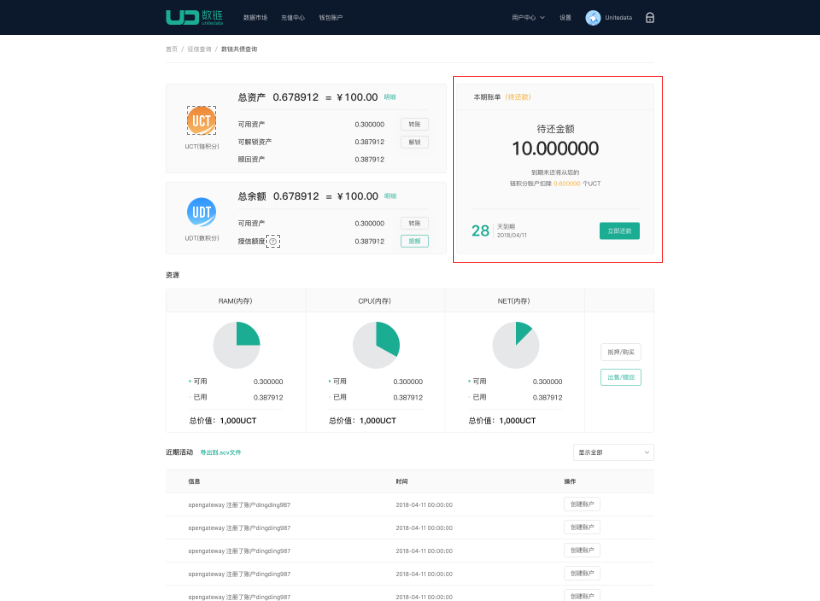 UD 数链
unitedata
数据市场 充值中心 钱包账户
用户中心 设置 Unitedata
首页 / 征信查询 / 数链共债查询
总资产 0.678912 = ¥100.00 明细
UCT
UCT(链积分)
可用资产 0.300000 转账
可解锁资产 0.387912 解锁
赎回资产 0.387912
总余额 0.678912 = ¥100.00 明细
UDT
UDT(数积分)
可用资产 0.300000 转账
授信额度 ? 0.387912
本期账单 (待还款)
待还金额
10.000000
到期未还将从您的
链积分账户扣除 0.600000 个UCT
28 天到期
2018/04/11
立即还款
资源
RAM(内存) CPU(内存) NET(内存)
可用 0.300000 可用 0.300000 可用 0.300000
已用 0.387912 已用 0.387912 已用 0.387912
总价值: 1,000UCT 总价值: 1,000UCT 总价值: 1,000UCT
抵押/购买
出售/赎回
近期活动 导出到.scv文件 显示全部
信息 时间 操作
spengateway 注册了账户dingding987 2018-04-11 00:00:00 创建账户
spengateway 注册了账户dingding987 2018-04-11 00:00:00 创建账户
spengateway 注册了账户dingding987 2018-04-11 00:00:00 创建账户
spengateway 注册了账户dingding987 2018-04-11 00:00:00 创建账户
spengateway 注册了账户dingding987 2018-04-11 00:00:00 创建账户